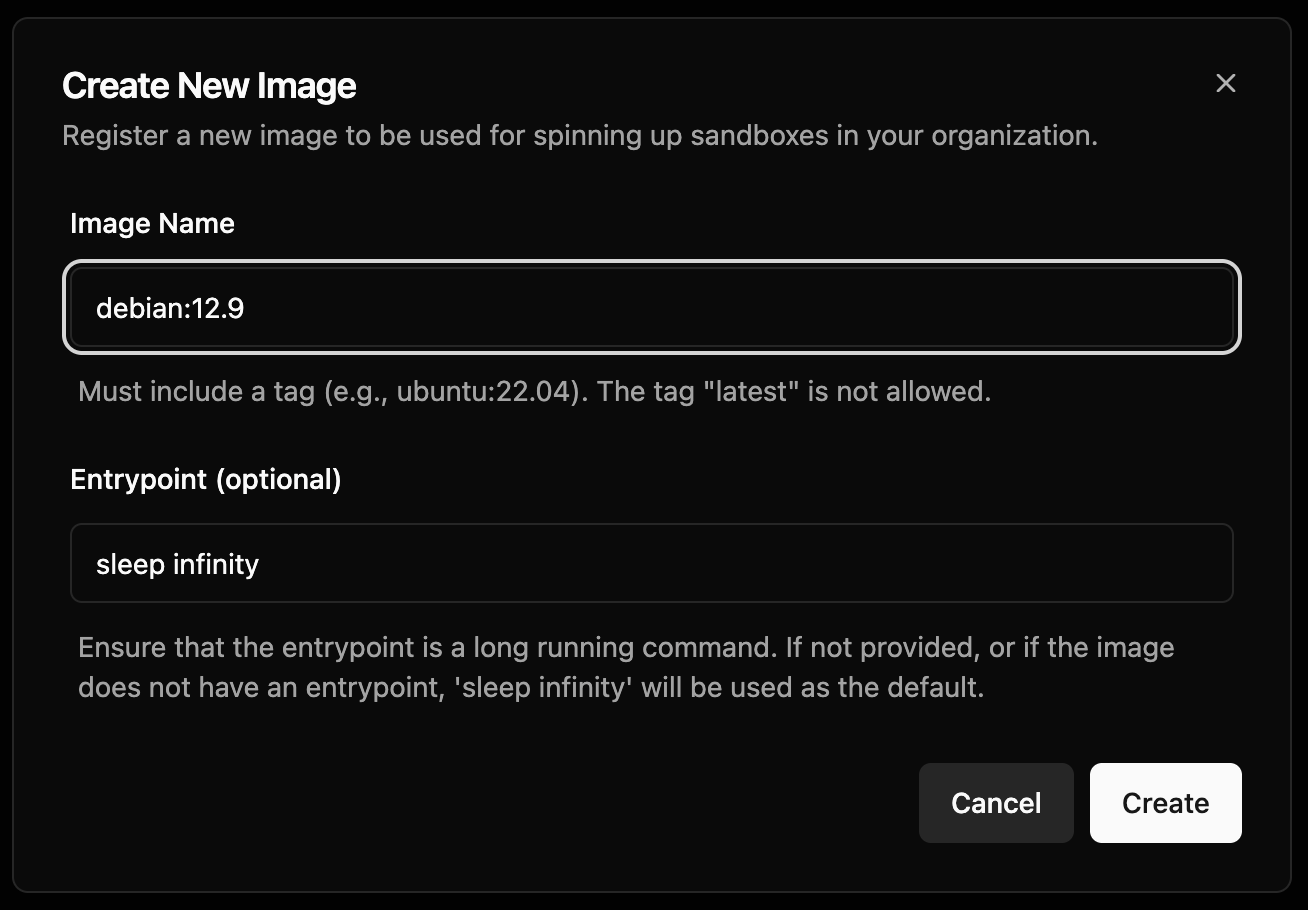 Create New Image
Register a new image to be used for spinning up sandboxes in your organization.
Image Name
debian:12.9
Must include a tag (e.g., ubuntu:22.04). The tag "latest" is not allowed.
Entrypoint (optional)
sleep infinity
Ensure that the entrypoint is a long running command. If not provided, or if the image
does not have an entrypoint, 'sleep infinity' will be used as the default.
Cancel
Create